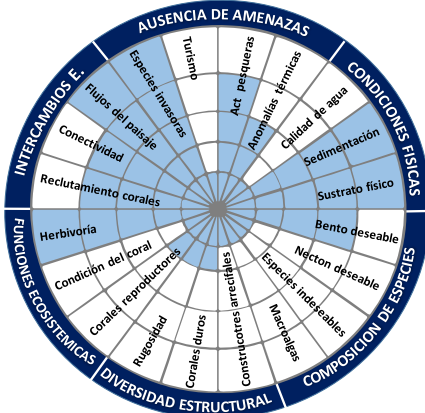 AUSENCIA DE AMENAZAS
CONDICIONES FISICAS
COMPOSICION DE ESPECIES
DIVERSIDAD ESTRUCTURAL
FUNCIONES ECOSISTEMICAS
INTERCAMBIOS E.
Turismo
Act pesqueras
Anomalías térmicas
Calidad de agua
Sedimentación
Sustrato físico
Bento deseable
Necton deseable
Especies indeseables
Macroalgas
Construcotres arrecifales
Corales duros
Rugosidad
Corales reproductores
Condición del coral
Herbivoría
Reclutamiento corales
Conectividad
Flujos del paisaje
Especies invasoras